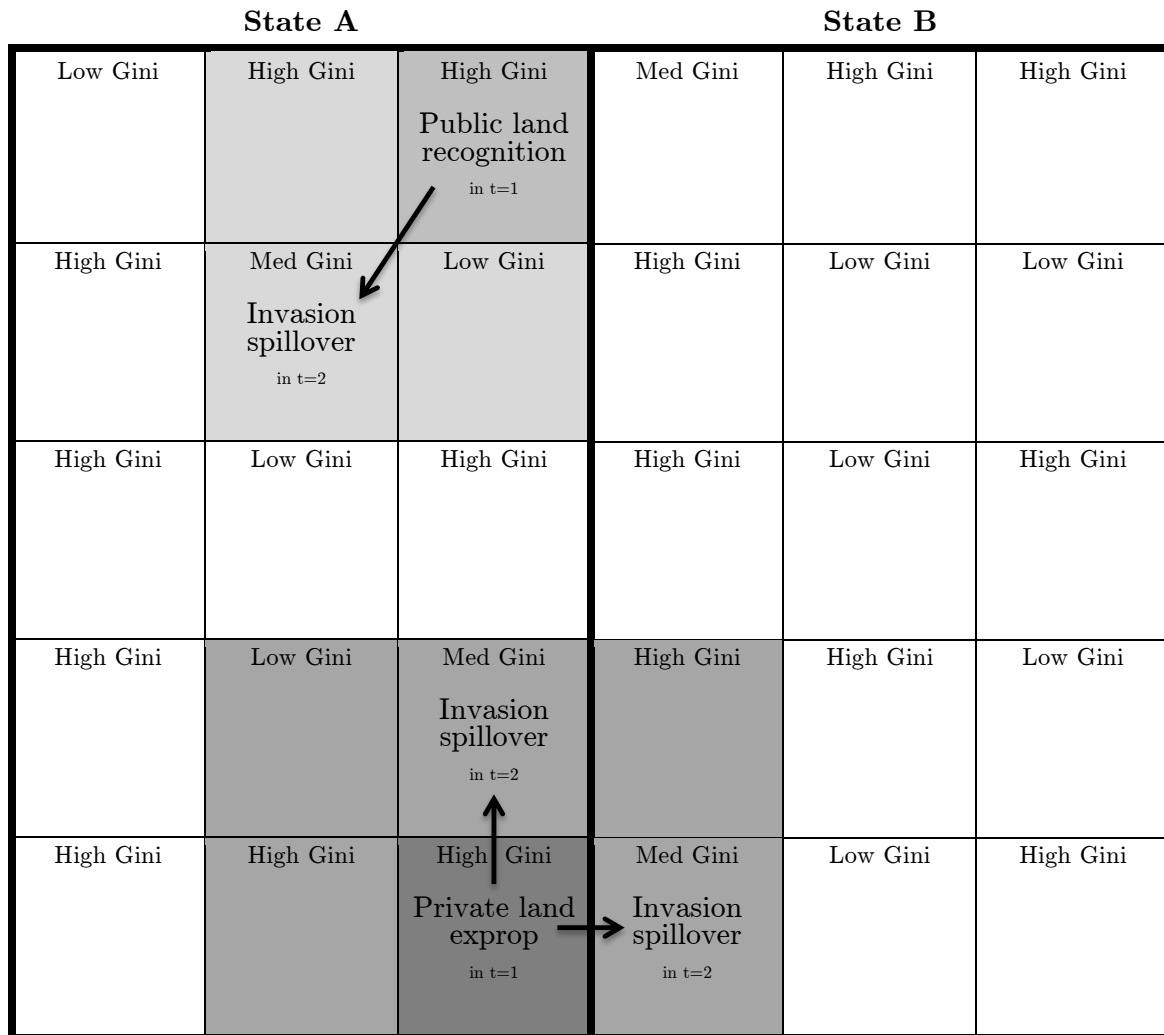 State A
State B
Low Gini
High Gini
High Gini
Public land
recognition
in t=1
Med Gini
High Gini
High Gini
High Gini
Med Gini
Invasion
spillover
in t=2
Low Gini
High Gini
Low Gini
Low Gini
High Gini
Low Gini
High Gini
High Gini
Low Gini
High Gini
High Gini
Low Gini
Med Gini
Invasion
spillover
in t=2
High Gini
High Gini
Low Gini
High Gini
High Gini
High Gini
Private land
exprop
in t=1
Med Gini
Invasion
spillover
in t=2
Low Gini
High Gini